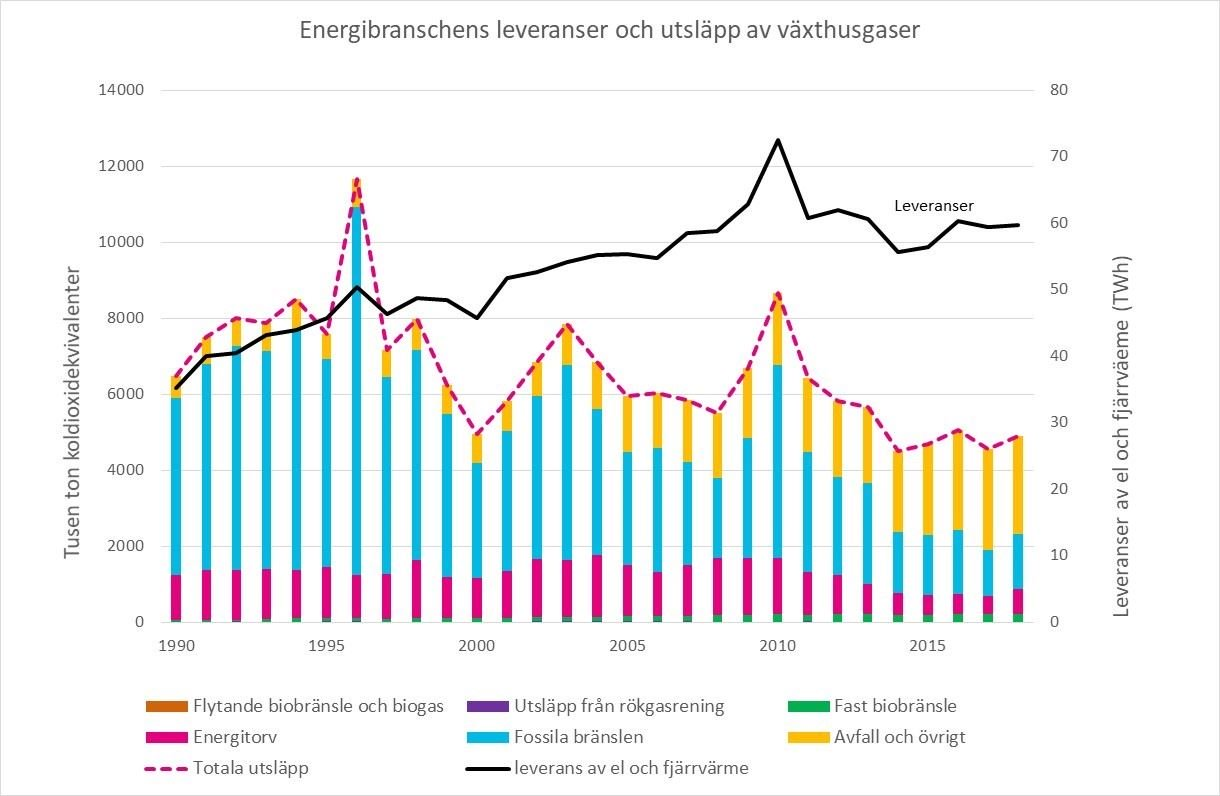 Energibranschens leveranser och utsläpp av växthusgaser
14000
12000
10000
8000
6000
4000
2000
0
Tusen ton koldioxidekvivalenter
80
70
60
50
40
30
20
10
0
Leveranser av el och fjärrväeme (TWh)
Leveranser
1990 1995 2000 2005 2010 2015
Flytande biobränsle och biogas Utsläpp från rökgasrening Fast biobränsle
Energitorv Fossila bränslen Avfall och övrigt
Totala utsläpp leverans av el och fjärrvärme